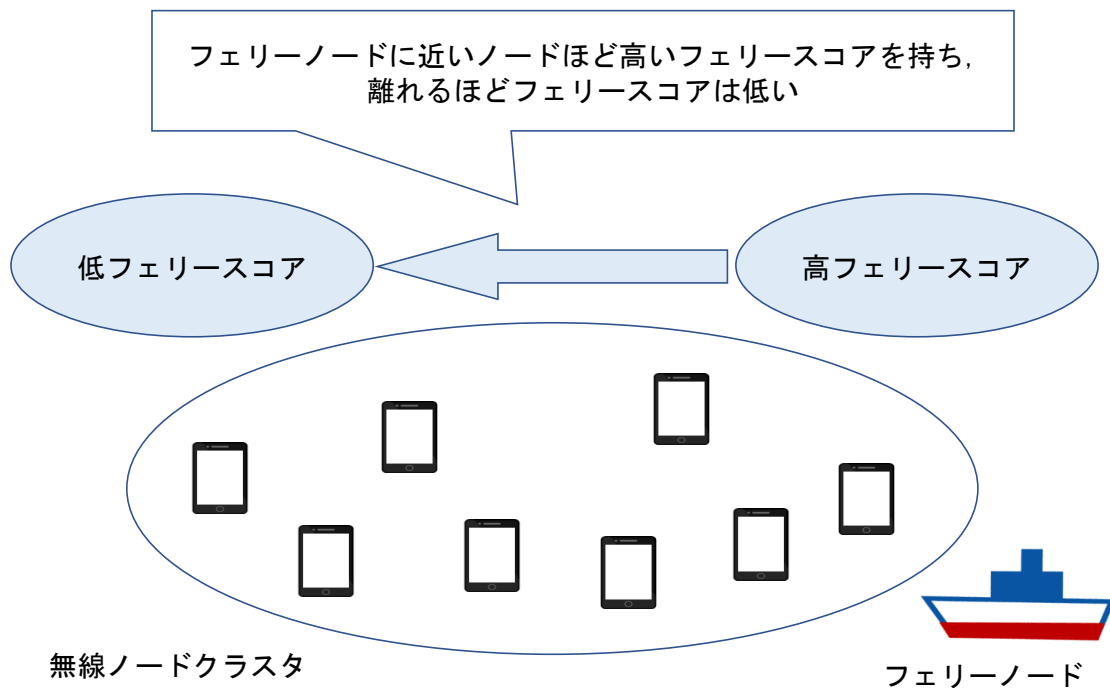 フェリーノードに近いノードほど高いフェリースコアを持ち,
離れるほどフェリースコアは低い
低フェリースコア
高フェリースコア
無線ノードクラスタ
フェリーノード